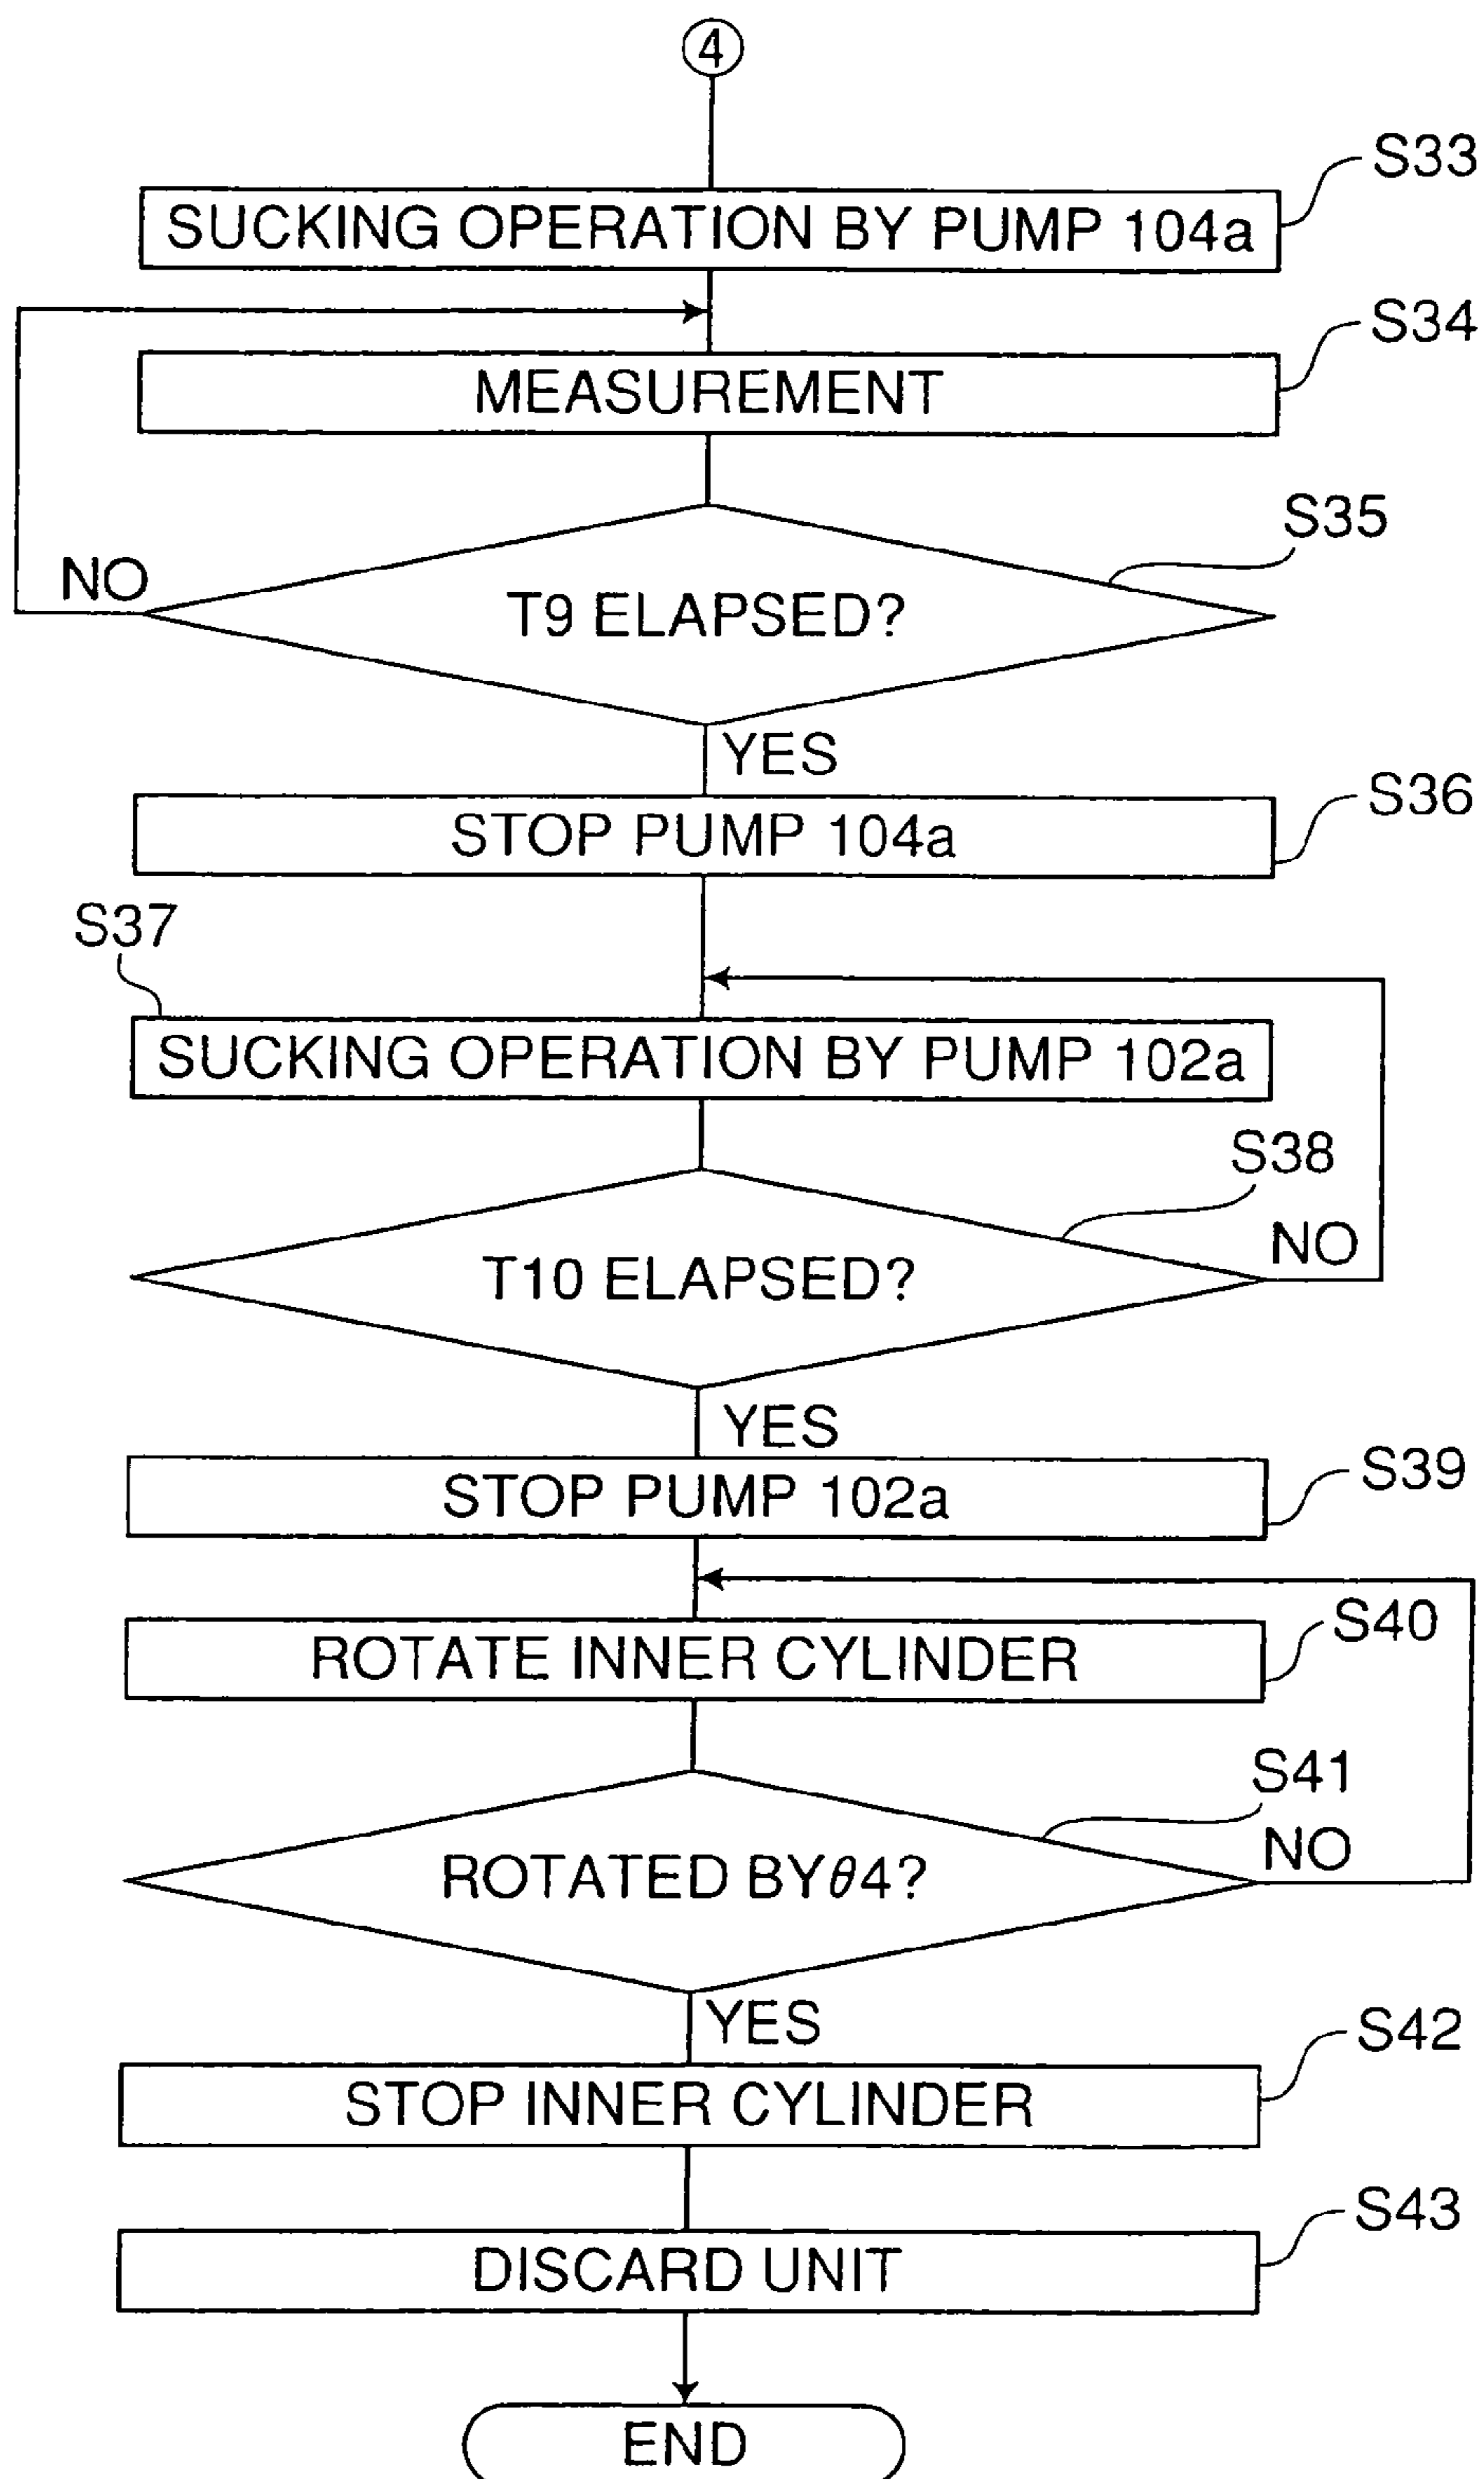 4
S33
SUCKING OPERATION BY PUMP 104a
S34
MEASUREMENT
S35
NO
T9 ELAPSED?
YES
S36
STOP PUMP 104a
S37
SUCKING OPERATION BY PUMP 102a
S38
NO
T10 ELAPSED?
YES
S39
STOP PUMP 102a
S40
ROTATE INNER CYLINDER
S41
NO
ROTATED BY θ4?
YES
S42
STOP INNER CYLINDER
S43
DISCARD UNIT
END